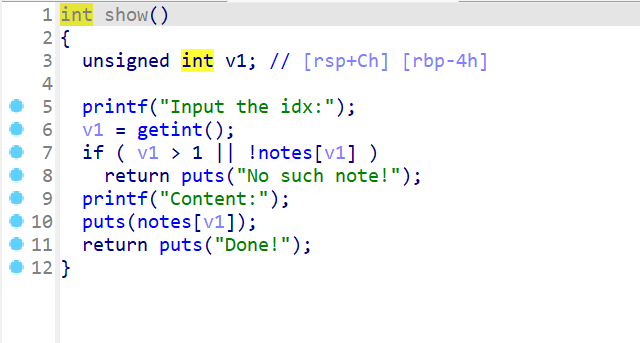 1 int show()
2 {
3   unsigned int v1; // [rsp+Ch] [rbp-4h]
4
5   printf("Input the idx:");
6   v1 = getint();
7   if ( v1 > 1 || !notes[v1] )
8     return puts("No such note!");
9   printf("Content:");
10   puts(notes[v1]);
11   return puts("Done!");
12 }